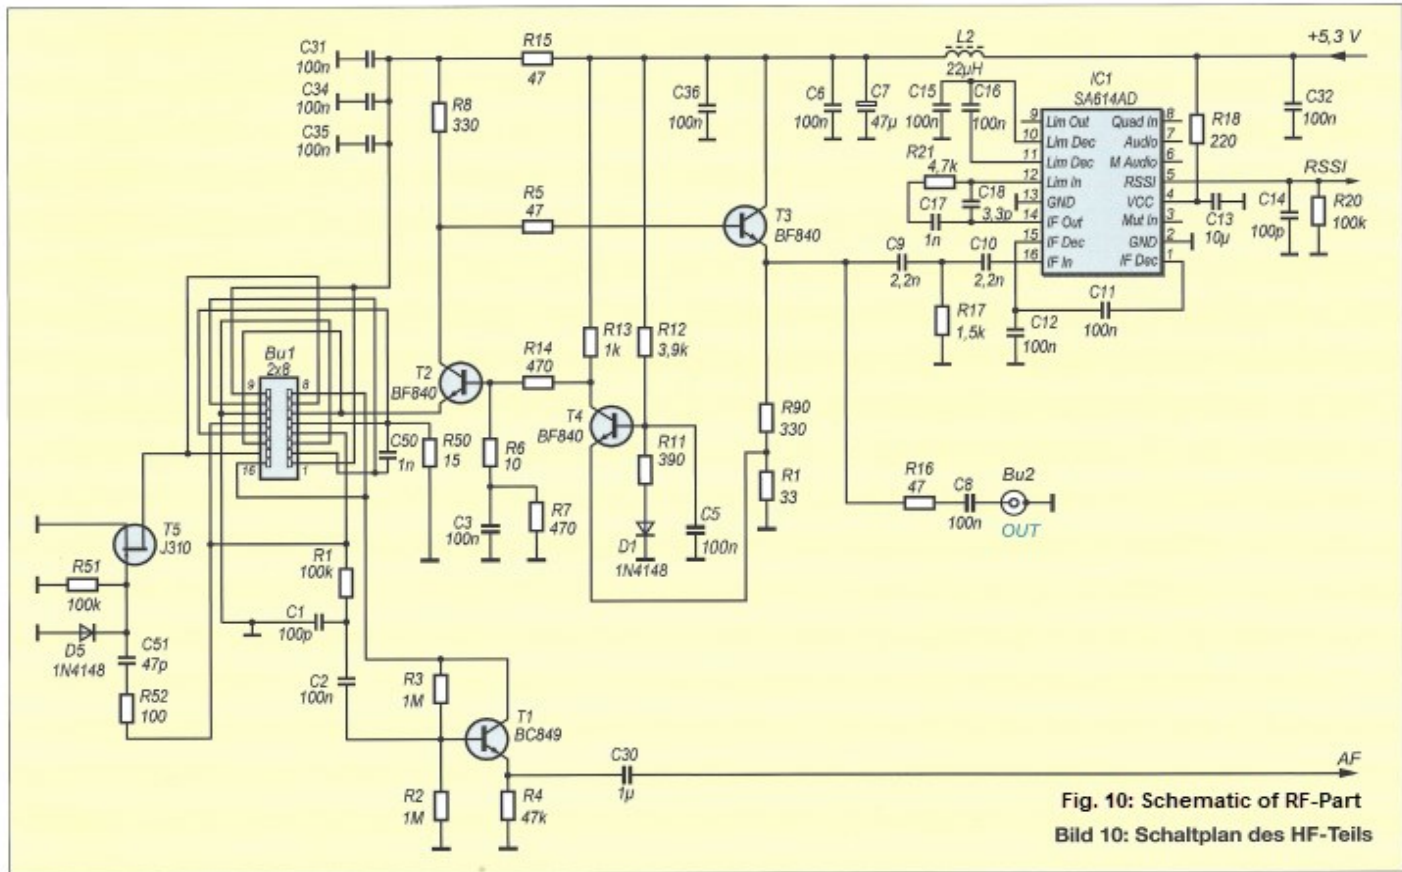 +5,3 V
L2
22µH
C31
100n
R15
47
C34
100n
R8
330
C35
100n
C36
100n
C6
100n
C7
47µ
C15
100n
C16
100n
IC1
SA614AD
R18
220
C32
100n
9 Lim Out
10 Lim Dec
11 Lim Dec
12 Lim In
13 GND
14 IF Out
15 IF Dec
16 IF In
Quad In 8
Audio 7
M Audio 6
RSSI 5
VCC 4
Mut In 3
GND 2
IF Dec 1
R21
4,7k
C18
3,3p
C17
1n
RSSI
C13
10µ
C14
100p
R20
100k
R5
47
T3
BF840
C9
2,2n
C10
2,2n
R17
1,5k
C11
100n
C12
100n
R13
1k
R12
3,9k
Bu1
2x8
9
8
16
1
T2
BF840
R14
470
T4
BF840
R90
330
C50
1n
R50
15
R6
10
R11
390
R1
33
R16
47
C8
100n
Bu2
OUT
C3
100n
R7
470
D1
1N4148
C5
100n
T5
J310
R51
100k
R1
100k
D5
1N4148
C1
100p
C51
47p
R52
100
C2
100n
R3
1M
T1
BC849
C30
1µ
AF
R2
1M
R4
47k
Fig. 10: Schematic of RF-Part
Bild 10: Schaltplan des HF-Teils